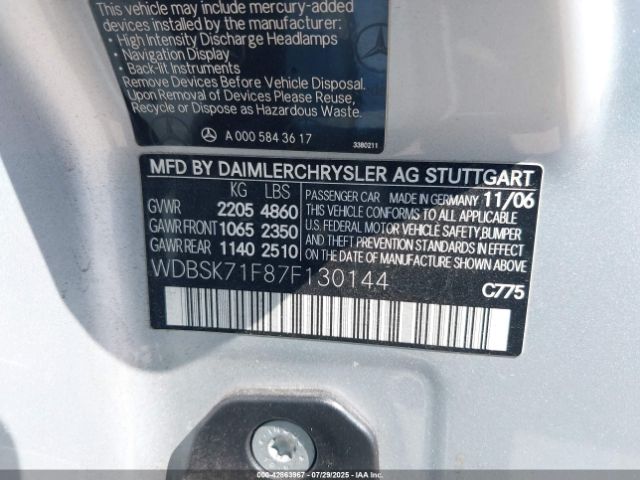 This vehicle may include mercury-added
devices installed by the manufacturer:
• High Intensity Discharge Headlamps
• Navigation Display
• Back-lit Instruments
Remove Devices Before Vehicle Disposal.
Upon Removal of Devices Please Reuse,
Recycle or Dispose as Hazardous Waste.
A 000 584 36 17
3380211
MFD BY DAIMLERCHRYSLER AG STUTTGART
KG LBS
GVWR 2205 4860
GAWR FRONT 1065 2350
GAWR REAR 1140 2510
PASSENGER CAR MADE IN GERMANY 11/06
THIS VEHICLE CONFORMS TO ALL APPLICABLE
U.S. FEDERAL MOTOR VEHICLE SAFETY,BUMPER
AND THEFT PREVENTION STANDARDS IN EFFECT
ON THE DATE OF MANUFACTURE SHOWN ABOVE.
WDBSK71F87F130144
C775
IMAGE © IAA, LLC
STOCK #: 000-42863967 - 07/29/2025 - IAAI.COM